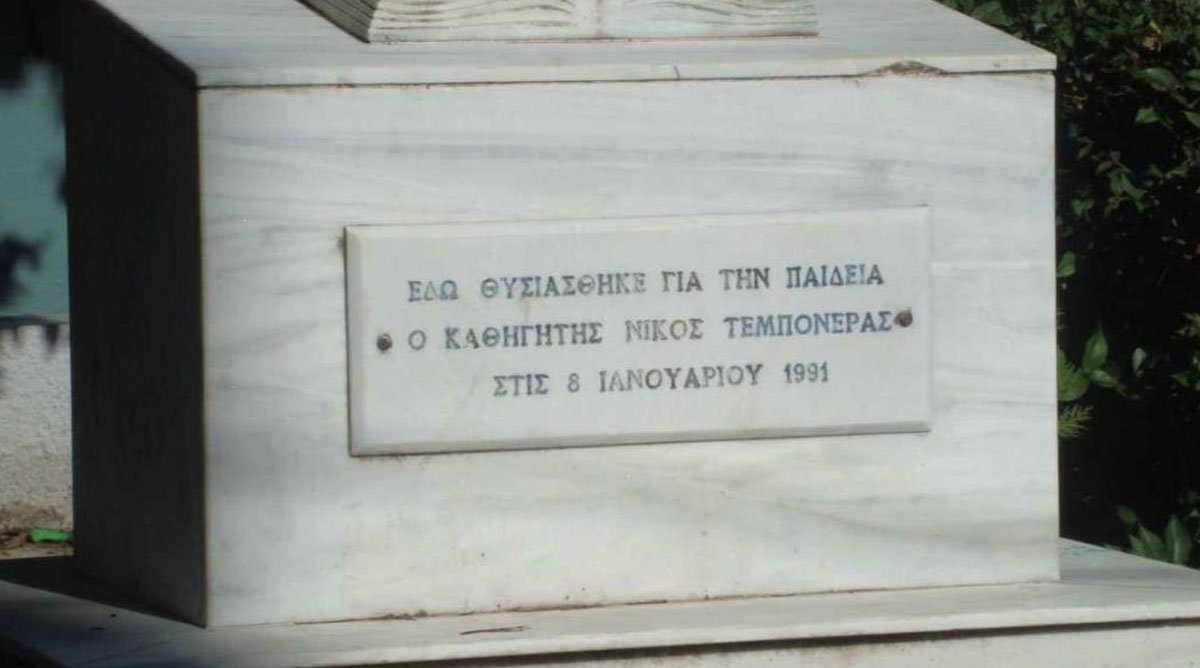 ΕΔΩ ΘΥΣΙΑΣΘΗΚΕ ΓΙΑ ΤΗΝ ΠΑΙΔΕΙΑ
Ο ΚΑΘΗΓΗΤΗΣ ΝΙΚΟΣ ΤΕΜΠΟΝΕΡΑΣ
ΣΤΙΣ 8 ΙΑΝΟΥΑΡΙΟΥ 1991